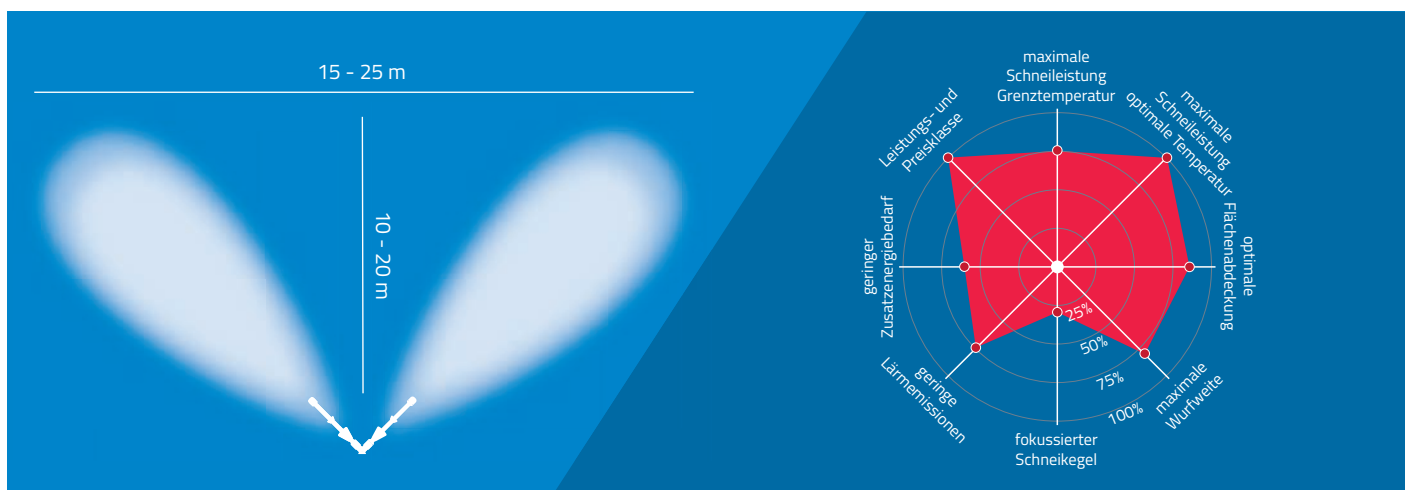 15 - 25 m
10 - 20 m
maximale
Schneileistung
Grenztemperatur
maximale
Schneileistung
optimale Temperatur
optimale
Flächenabdeckung
maximale
Wurfweite
fokussierter
Schneikegel
geringe
Lärmemissionen
geringer
Zusatzenergiebedarf
Leistungs- und
Preisklasse
25%
50%
75%
100%